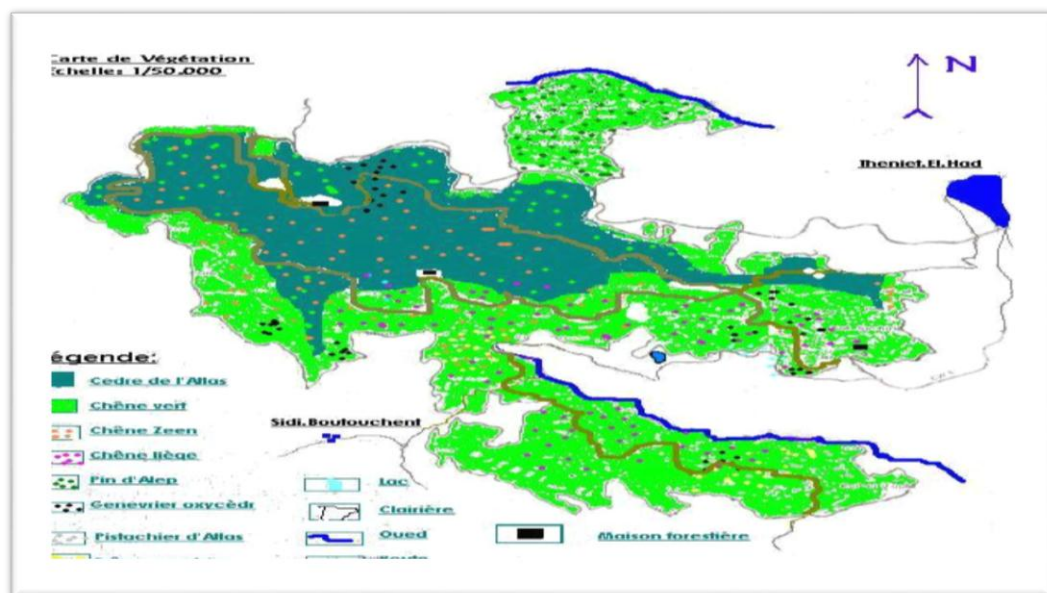 Carte de Végétation
Echelle: 1/50.000
N
Theniet.El.Had
égende:
Cedre de l'Atlas
Chêne vert
Chêne Zeen
Chêne liège
Pin d'Alep
Genevrier oxycèdr
Pistachier d'Atlas
Sidi.Boutouchent
Lac
Clairière
Oued
Maison forestière